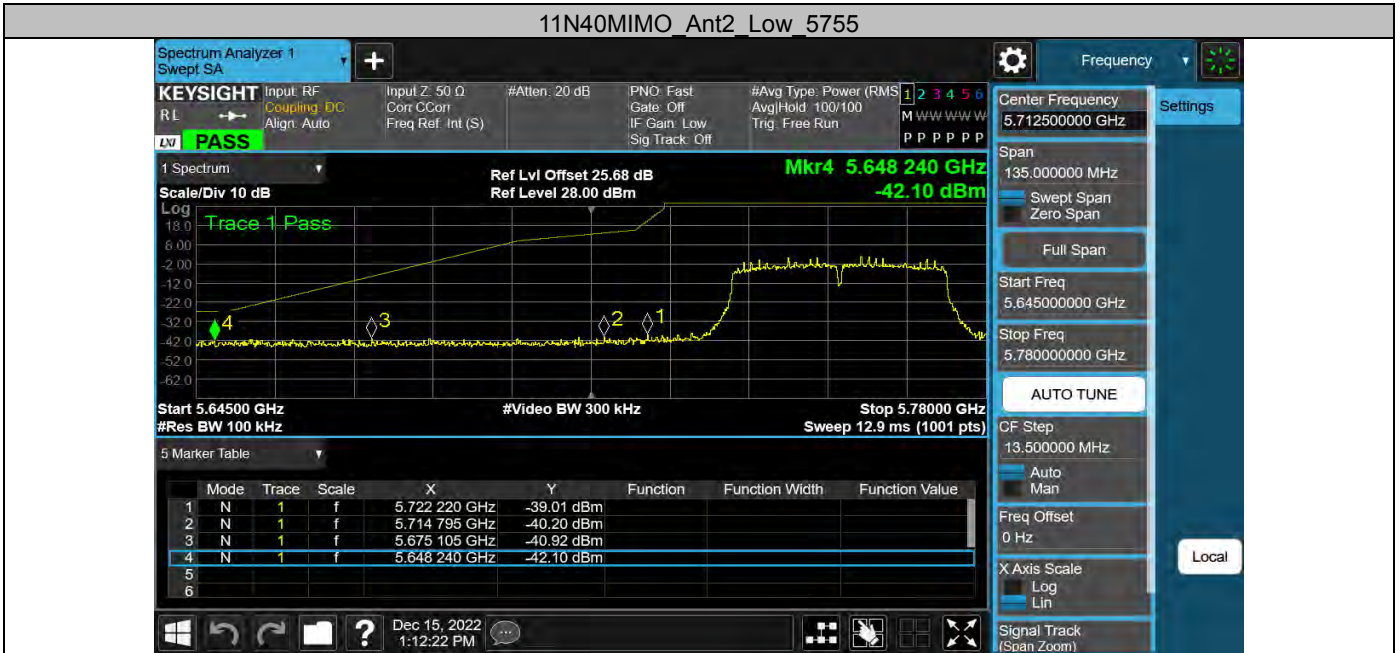 11N40MIMO_Ant2_Low_5755
Spectrum Analyzer 1
Swept SA
+
Frequency
KEYSIGHT
RL
LXI
PASS
Input: RF
Coupling: DC
Align: Auto
Input Z: 50 Ω
Corr CCorr
Freq Ref: Int (S)
#Atten: 20 dB
PNO: Fast
Gate: Off
IF Gain: Low
Sig Track: Off
#Avg Type: Power (RMS
Avg|Hold: 100/100
Trig: Free Run
1 2 3 4 5 6
M W W W W W
P P P P P P
Center Frequency
5.712500000 GHz
Settings
1 Spectrum
Scale/Div 10 dB
Ref Lvl Offset 25.68 dB
Ref Level 28.00 dBm
Mkr4 5.648 240 GHz
-42.10 dBm
Span
135.000000 MHz
Swept Span
Zero Span
Full Span
Start Freq
5.645000000 GHz
Stop Freq
5.780000000 GHz
AUTO TUNE
CF Step
13.500000 MHz
Auto
Man
Freq Offset
0 Hz
X Axis Scale
Log
Lin
Signal Track
(Span Zoom)
Local
Log
Trace 1 Pass
18.0
8.00
-2.00
-12.0
-22.0
-32.0
-42.0
-52.0
-62.0
4
3
2
1
Start 5.64500 GHz
#Video BW 300 kHz
Stop 5.78000 GHz
#Res BW 100 kHz
Sweep 12.9 ms (1001 pts)
5 Marker Table
Mode Trace Scale X Y Function Function Width Function Value
1 N 1 f 5.722 220 GHz -39.01 dBm
2 N 1 f 5.714 795 GHz -40.20 dBm
3 N 1 f 5.675 105 GHz -40.92 dBm
4 N 1 f 5.648 240 GHz -42.10 dBm
5
6
?
Dec 15, 2022
1:12:22 PM